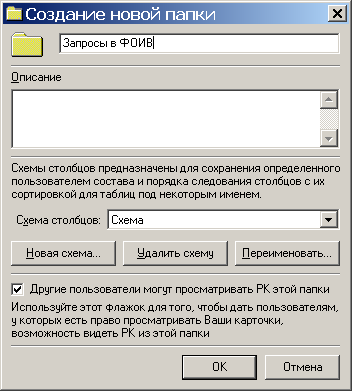 Создание новой папки
Запросы в ФОИВ
Описание
Схемы столбцов предназначены для сохранения определенного
пользователем состава и порядка следования столбцов с их
сортировкой для таблиц под некоторым именем.
Схема столбцов: Схема
Новая схема... Удалить схему Переименовать...
Другие пользователи могут просматривать РК этой папки
Используйте этот флажок для того, чтобы дать пользователям,
у которых есть право просматривать Ваши карточки,
возможность видеть РК из этой папки
OK Отмена